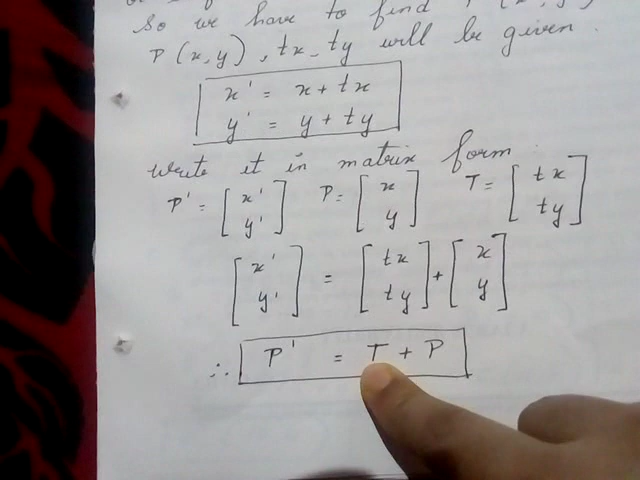 So we have to find
P (x, y), tx, ty will be given.
x' = x + tx
y' = y + ty
write it in matrix form.
P' = [ x' y' ] P = [ x y ] T = [ tx ty ]
[ x' y' ] = [ tx ty ] + [ x y ]
∴ P' = T + P